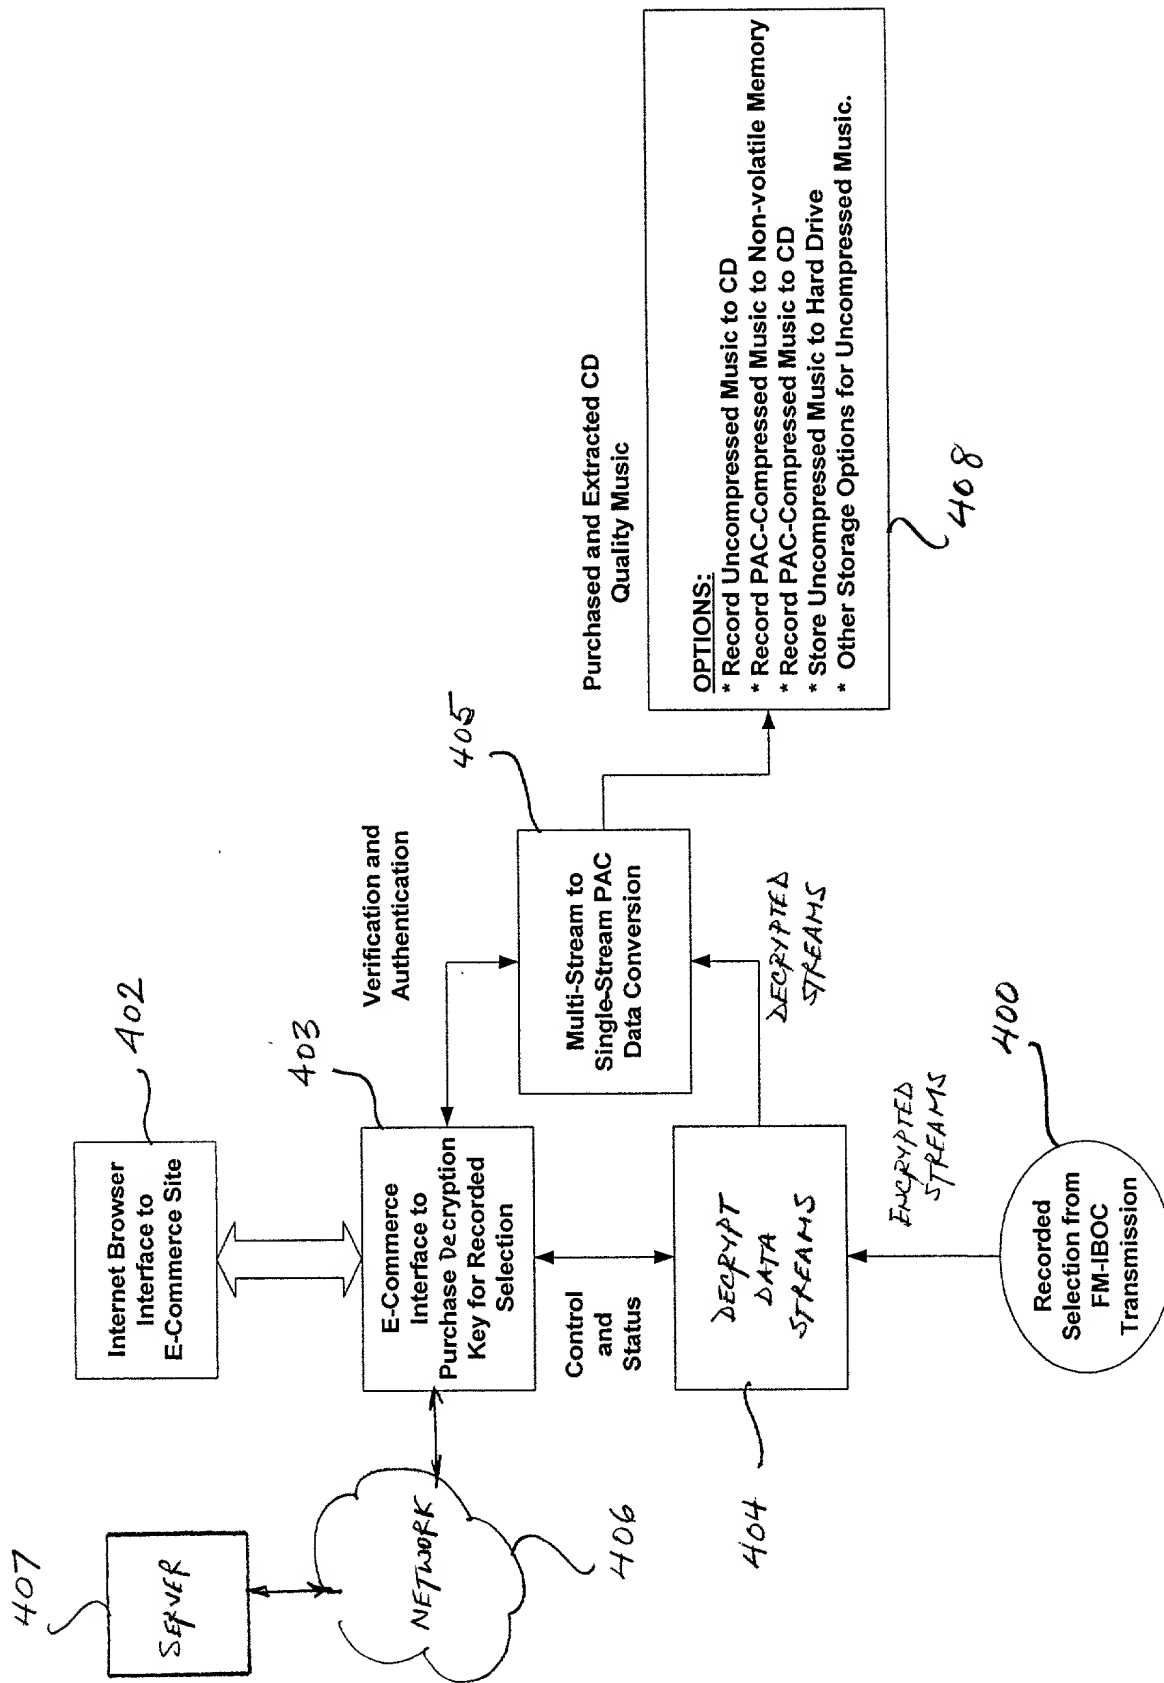 407
SERVER
NETWORK
406
402
Internet Browser
Interface to
E-Commerce Site
403
E-Commerce
Interface to
Purchase Decryption
Key for Recorded
Selection
Verification and
Authentication
Control
and
Status
404
DECRYPT
DATA
STREAMS
405
Multi-Stream to
Single-Stream PAC
Data Conversion
DECRYPTED
STREAMS
ENCRYPTED
STREAMS
400
Recorded
Selection from
FM-IBOC
Transmission
Purchased and Extracted CD
Quality Music
OPTIONS:
* Record Uncompressed Music to CD
* Record PAC-Compressed Music to Non-volatile Memory
* Record PAC-Compressed Music to CD
* Store Uncompressed Music to Hard Drive
* Other Storage Options for Uncompressed Music.
408